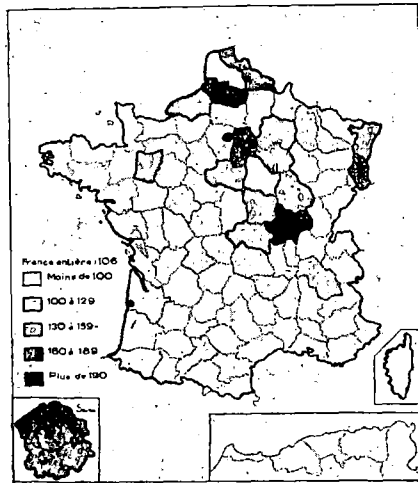 France entière : 106
Moins de 100
100 à 129
130 à 159
160 à 189
Plus de 190
Seine